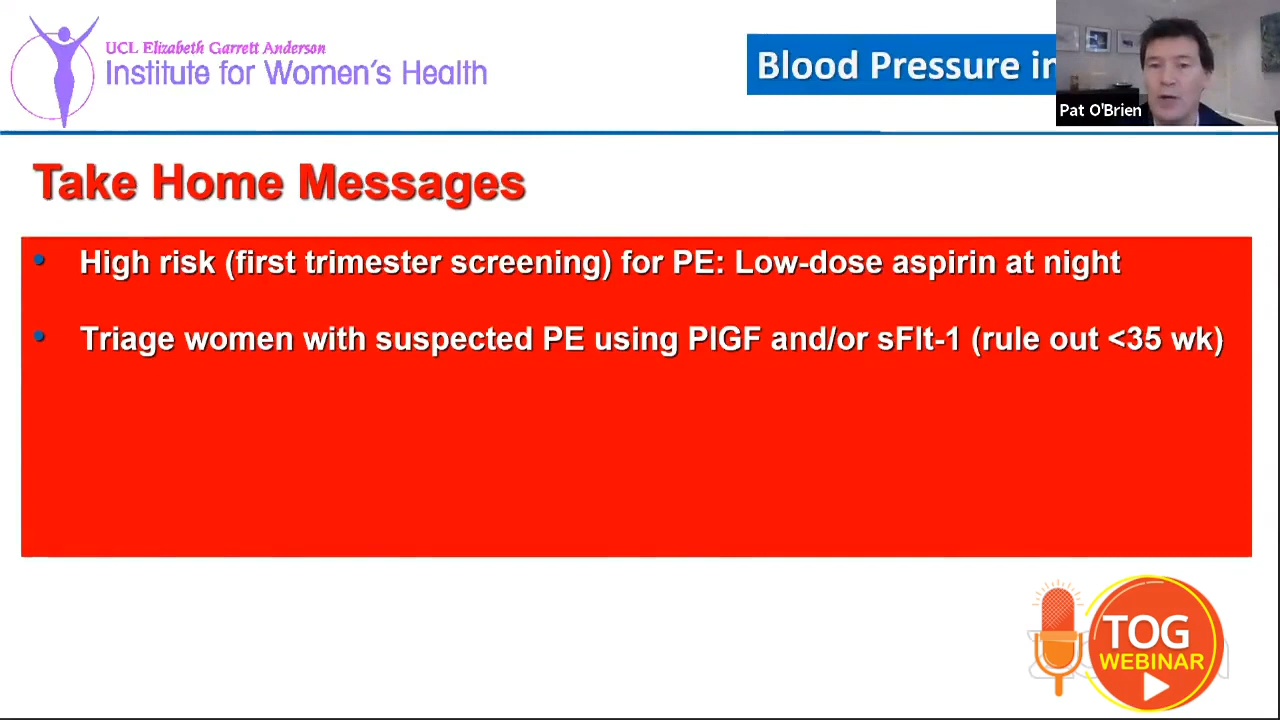 UCL Elizabeth Garrett Anderson
Institute for Women's Health
Blood Pressure in
Pat O'Brien
Take Home Messages
• High risk (first trimester screening) for PE: Low-dose aspirin at night
• Triage women with suspected PE using PlGF and/or sFlt-1 (rule out <35 wk)
TOG
WEBINAR